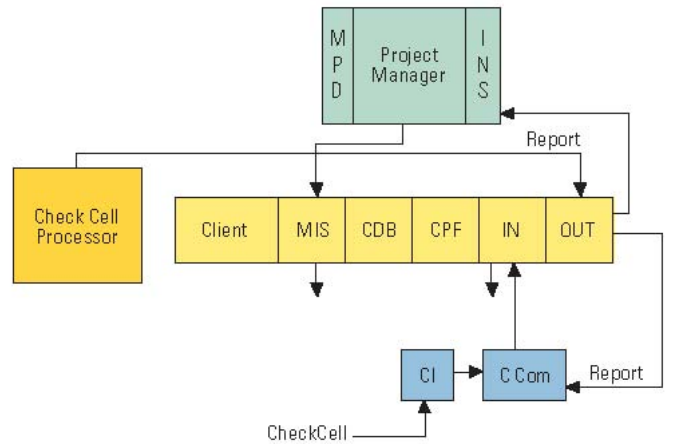 M
P
D
Project
Manager
I
N
S
Report
Check Cell
Processor
Client
MIS
CDB
CPF
IN
OUT
CI
C Com
Report
CheckCell